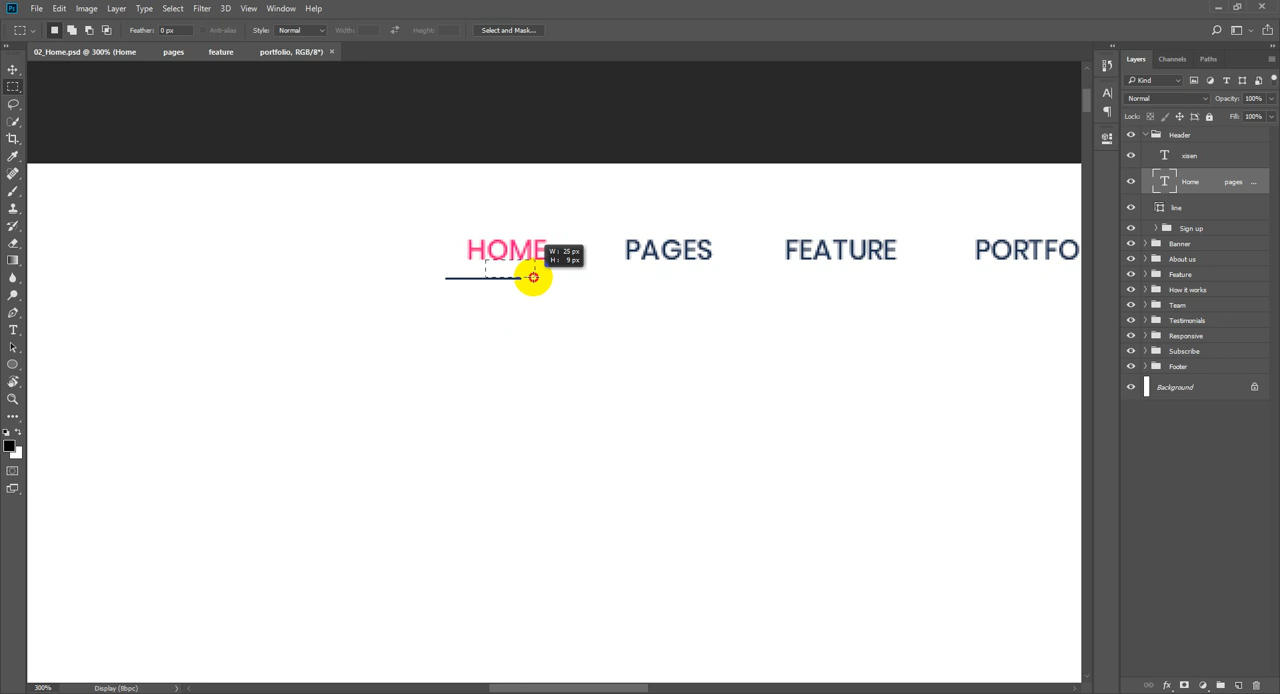 Ps File Edit Image Layer Type Select Filter 3D View Window Help
Feather: 0 px Anti-alias Style: Normal Width: Height: Select and Mask...
02_Home.psd @ 300% (Home pages feature portfolio, RGB/8*) ×
Layers Channels Paths
Kind
Normal Opacity: 100%
Lock: Fill: 100%
Header
xisen
Home pages ...
line
Sign up
Banner
About us
Feature
How it works
Team
Testimonials
Responsive
Subscribe
Footer
Background
HOME PAGES FEATURE PORTFO
W: 25 px
H: 9 px
300% Display (8bpc)